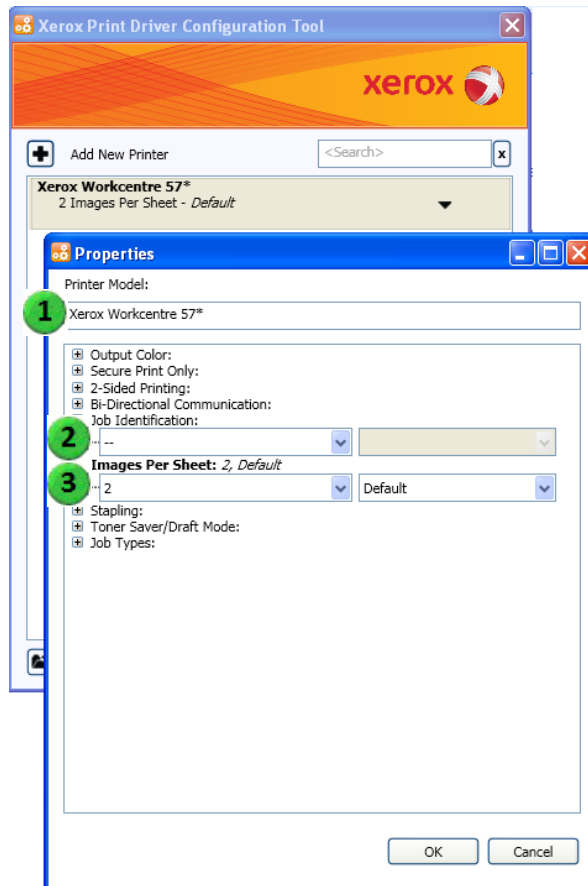 Xerox Print Driver Configuration Tool
xerox
Add New Printer
<Search>
x
Xerox Workcentre 57*
2 Images Per Sheet - Default
Properties
Printer Model:
1
Xerox Workcentre 57*
Output Color:
Secure Print Only:
2-Sided Printing:
Bi-Directional Communication:
Job Identification:
2
--
Images Per Sheet: 2, Default
3
2 Default
Stapling:
Toner Saver/Draft Mode:
Job Types:
OK Cancel